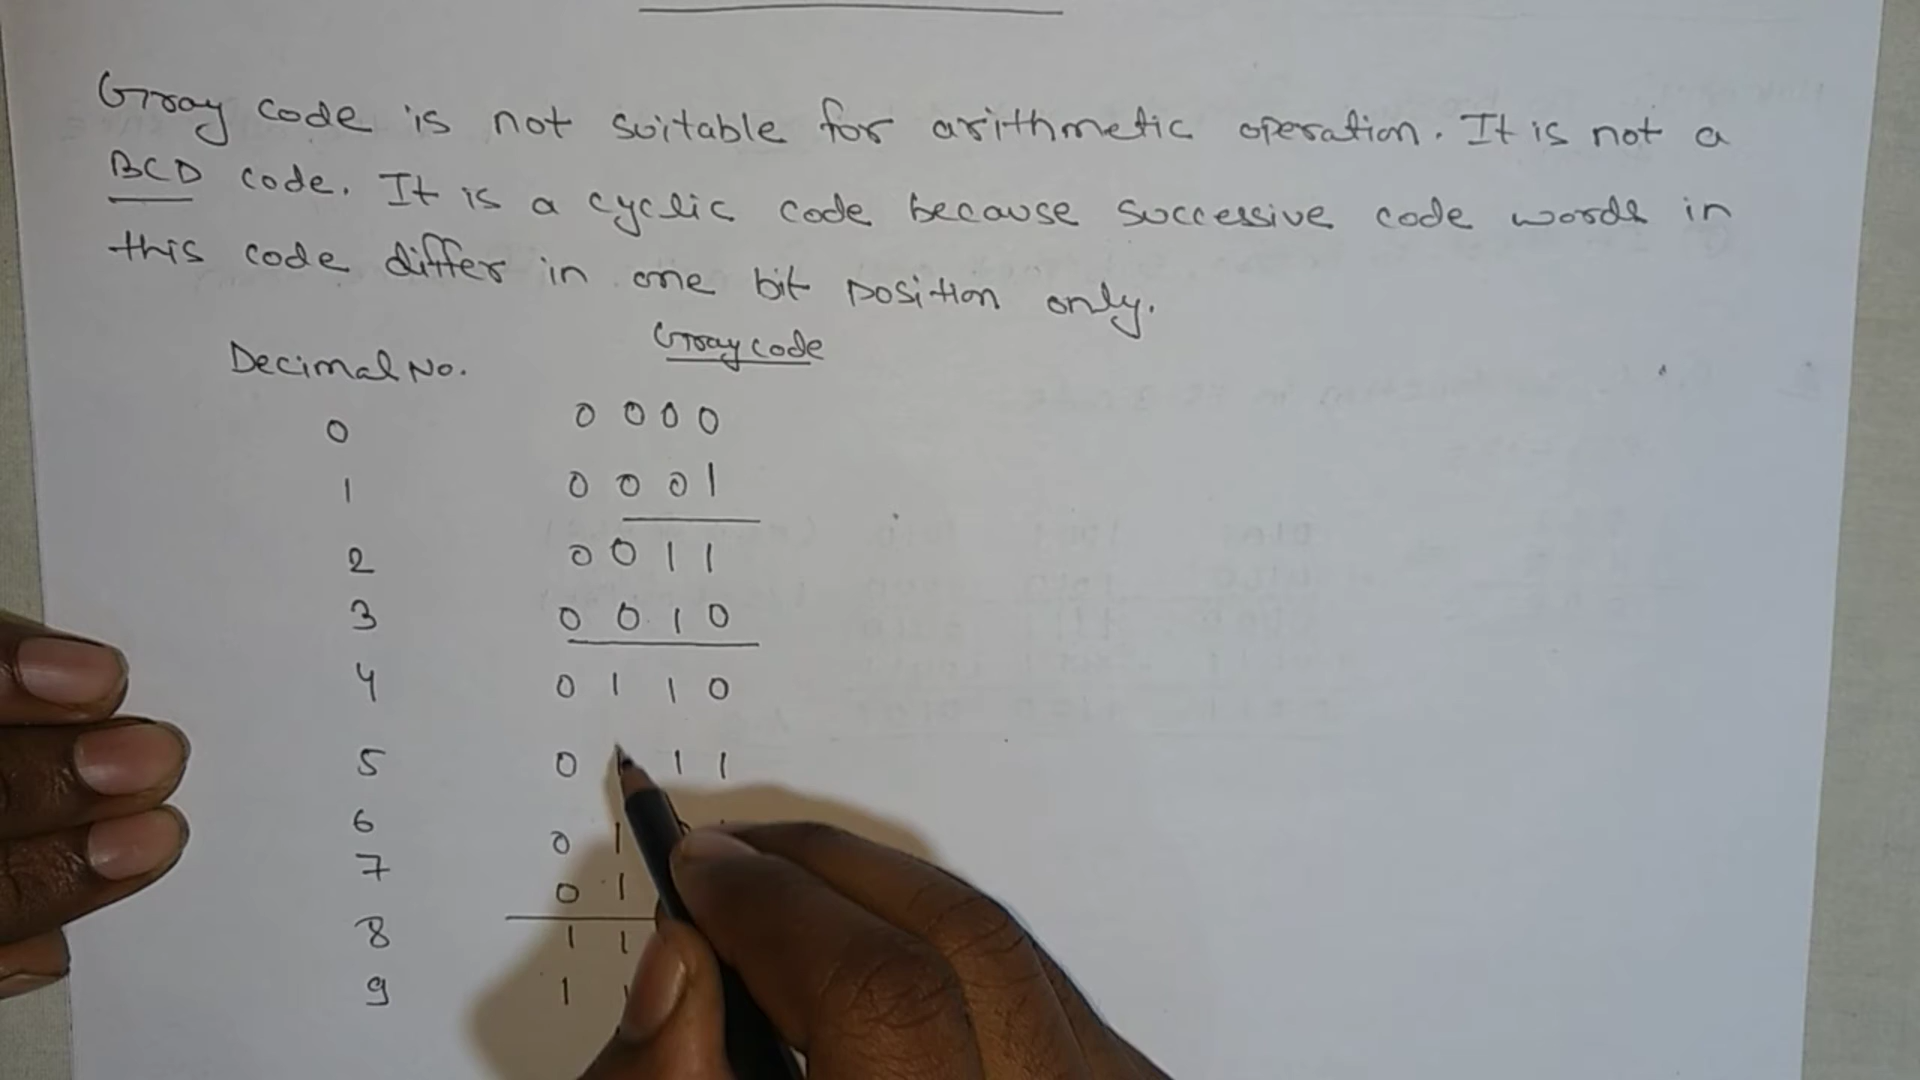 Gray code is not suitable for arithmetic operation. It is not a
BCD code. It is a cyclic code because successive code words in
this code differ in one bit position only.
Decimal No. Gray code
0 0 0 0 0
1 0 0 0 1
2 0 0 1 1
3 0 0 1 0
4 0 1 1 0
5 0 1 1 1
6 0 1
7 0 1
8 1 1
9 1 1